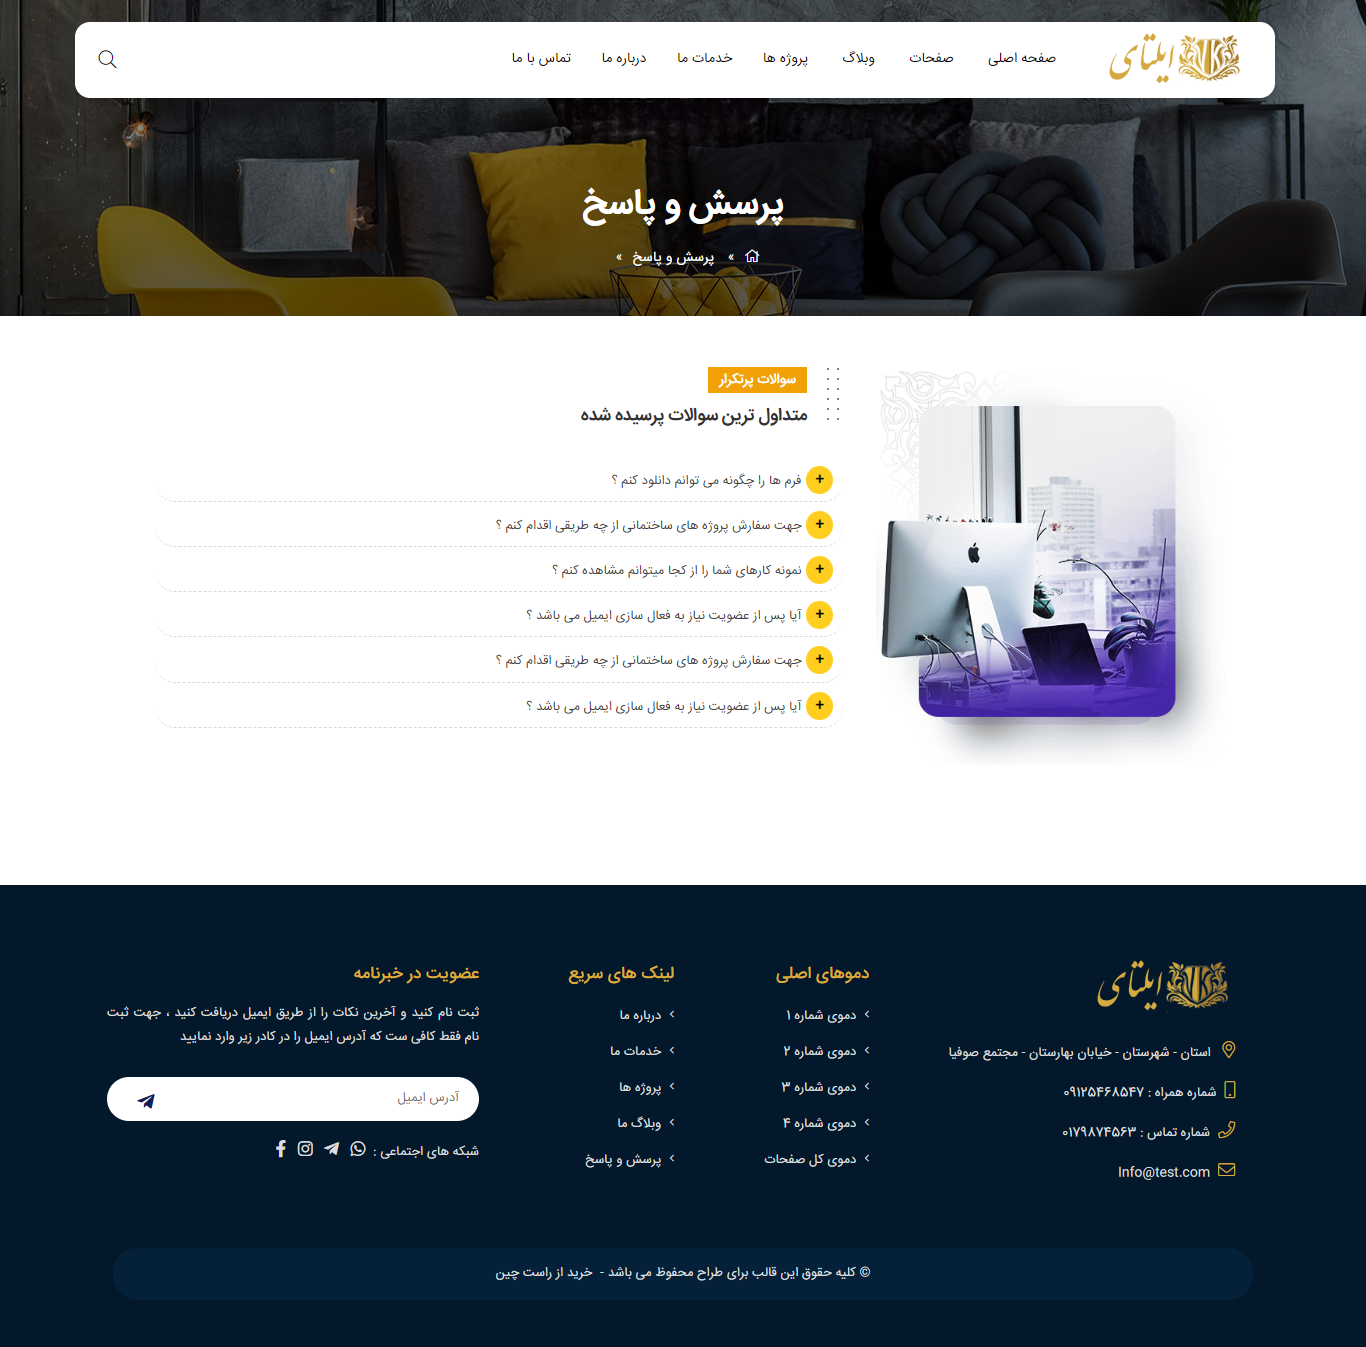 ایلتای
صفحه اصلی
صفحات
وبلاگ
پروژه ها
خدمات ما
درباره ما
تماس با ما
پرسش و پاسخ
» پرسش و پاسخ »
سوالات پرتکرار
متداول ترین سوالات پرسیده شده
+ فرم ها را چگونه می توانم دانلود کنم ؟
+ جهت سفارش پروژه های ساختمانی از چه طریقی اقدام کنم ؟
+ نمونه کارهای شما را از کجا میتوانم مشاهده کنم ؟
+ آیا پس از عضویت نیاز به فعال سازی ایمیل می باشد ؟
+ جهت سفارش پروژه های ساختمانی از چه طریقی اقدام کنم ؟
+ آیا پس از عضویت نیاز به فعال سازی ایمیل می باشد ؟
ایلتای
استان - شهرستان - خیابان بهارستان - مجتمع صوفیا
شماره همراه : ۰۹۱۲۵۴۶۸۵۴۷
شماره تماس : ۰۱۷۹۸۷۴۵۶۳
Info@test.com
دموهای اصلی
دموی شماره ۱
دموی شماره ۲
دموی شماره ۳
دموی شماره ۴
دموی کل صفحات
لینک های سریع
درباره ما
خدمات ما
پروژه ها
وبلاگ ما
پرسش و پاسخ
عضویت در خبرنامه
ثبت نام کنید و آخرین نکات را از طریق ایمیل دریافت کنید ، جهت ثبت
نام فقط کافی ست که آدرس ایمیل را در کادر زیر وارد نمایید
آدرس ایمیل
شبکه های اجتماعی :
© کلیه حقوق این قالب برای طراح محفوظ می باشد - خرید از راست چین